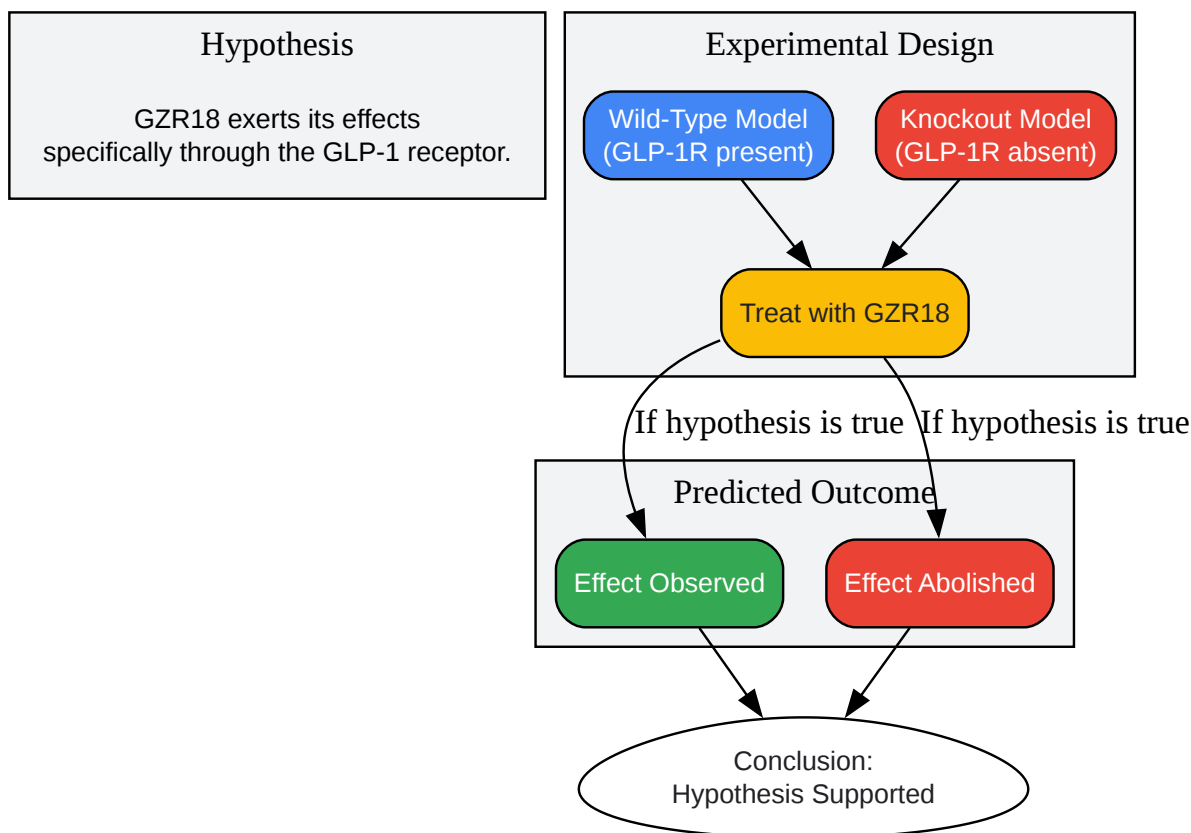 Hypothesis
GZR18 exerts its effects
specifically through the GLP-1 receptor.
Experimental Design
Wild-Type Model
(GLP-1R present)
Knockout Model
(GLP-1R absent)
Treat with GZR18
If hypothesis is true
If hypothesis is true
Predicted Outcome
Effect Observed
Effect Abolished
Conclusion:
Hypothesis Supported